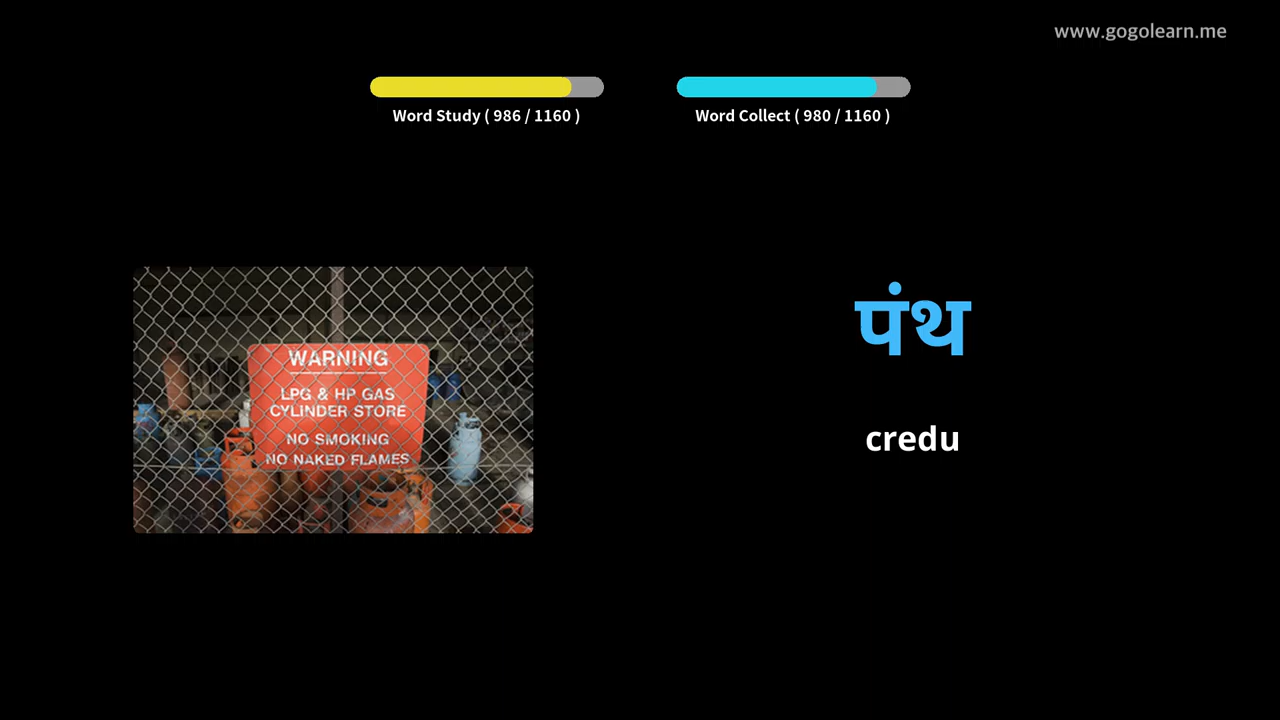 www.gogolearn.me
Word Study ( 986 / 1160 )
Word Collect ( 980 / 1160 )
WARNING
LPG & HP GAS
CYLINDER STORE
NO SMOKING
NO NAKED FLAMES
पंथ
credu